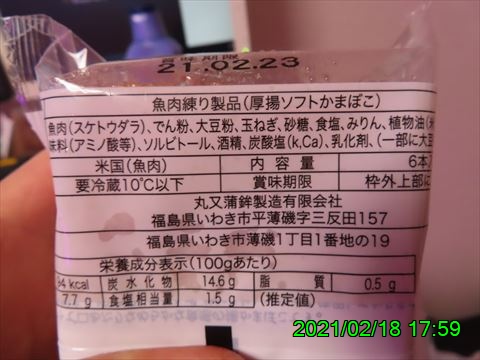 賞味期限
21.02.23
魚肉練り製品(厚揚ソフトかまぼこ)
魚肉(スケトウダラ)、でん粉、大豆粉、玉ねぎ、砂糖、食塩、みりん、植物油(
味料(アミノ酸等)、ソルビトール、酒精、炭酸塩(k,Ca)、乳化剤、(一部に大豆
米国(魚肉) 内容量 6本
要冷蔵10℃以下 賞味期限 枠外上部に
丸又蒲鉾製造有限会社
福島県いわき市平薄磯字三反田157
福島県いわき市薄磯1丁目1番地の19
栄養成分表示(100gあたり)
4 kcal 炭水化物 14.6g 脂質 0.5g
7.7g 食塩相当量 1.5g (推定値)
2021/02/18 17:59